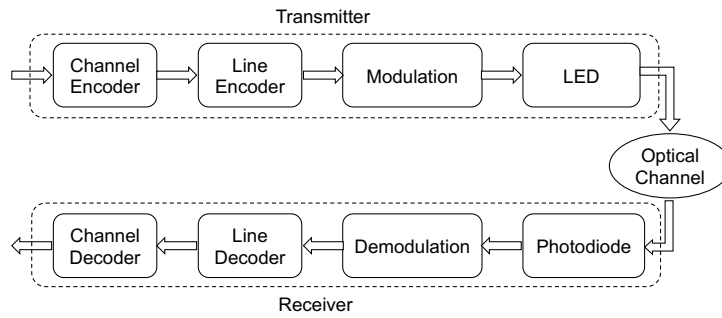 Transmitter
Channel
Encoder
Line
Encoder
Modulation
LED
Optical
Channel
Channel
Decoder
Line
Decoder
Demodulation
Photodiode
Receiver